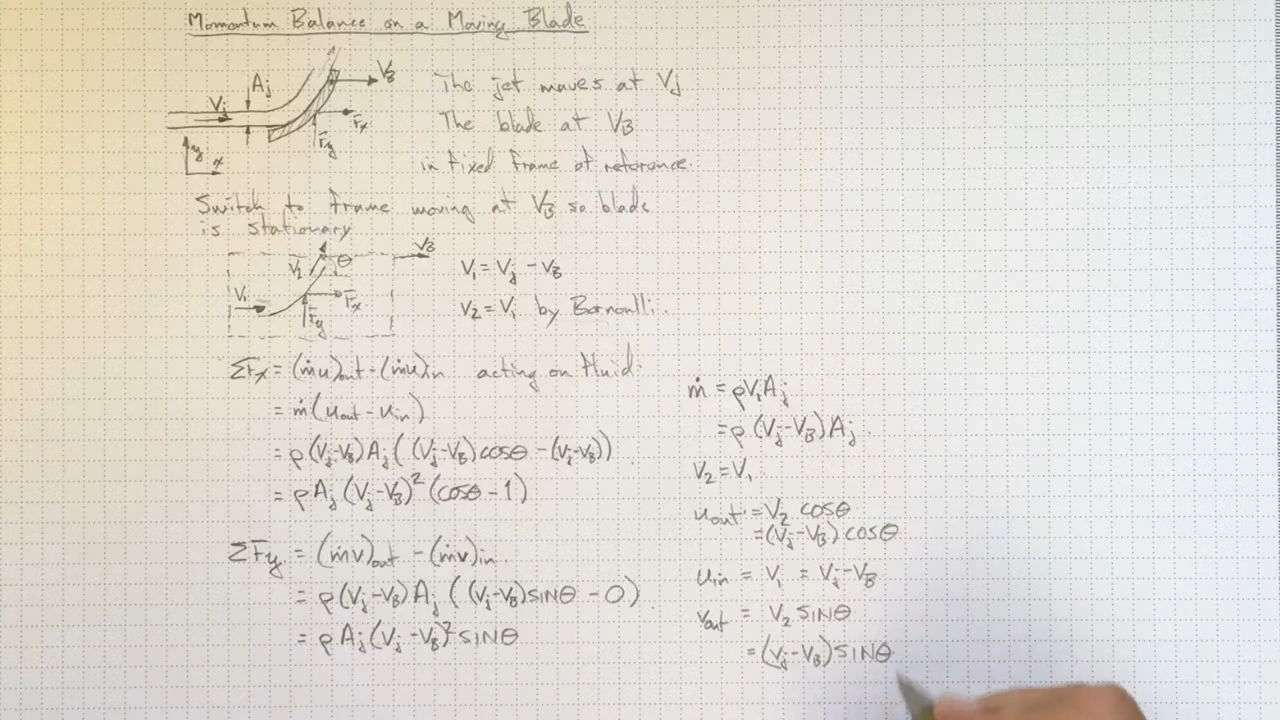 Momentum Balance on a Moving Blade
A_j
V_B
V_j
F_x
F_y
y
x
The jet moves at V_j
The blade at V_B
in fixed frame of reference.
Switch to frame moving at V_B so blade
is stationary
V_B
V_2
θ
V_1
F_x
F_y
V_1 = V_j - V_B
V_2 = V_1 by Bernoulli.
ΣF_x = (ṁu)_out - (ṁu)_in acting on fluid.
= ṁ(u_out - u_in)
= ρ(V_j-V_B)A_j((V_j-V_B)cosθ - (V_j-V_B))
= ρA_j(V_j-V_B)²(cosθ - 1)
ΣF_y = (ṁv)_out - (ṁv)_in
= ρ(V_j-V_B)A_j((V_j-V_B)SINθ - 0)
= ρA_j(V_j-V_B)²SINθ
ṁ = ρV_1A_j
= ρ(V_j-V_B)A_j
V_2 = V_1
u_out = V_2 cosθ
= (V_j-V_B)cosθ
u_in = V_1 = V_j-V_B
v_out = V_2 SINθ
= (V_j-V_B)SINθ